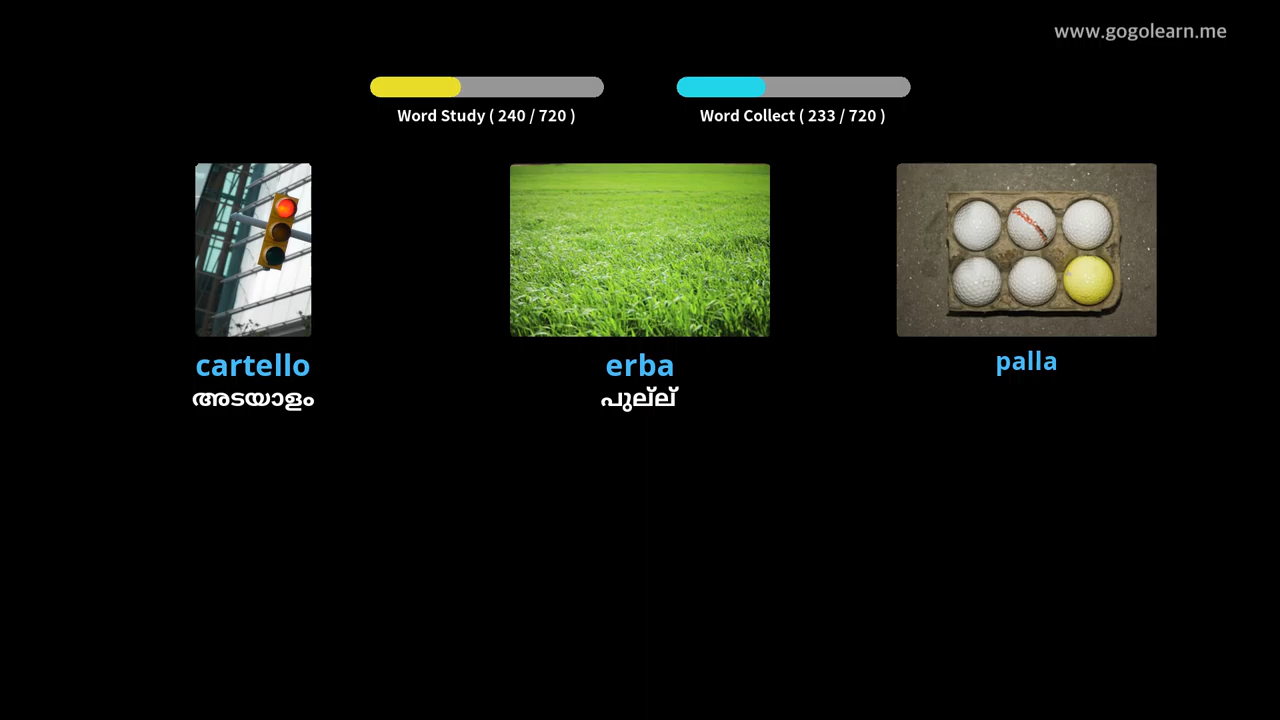 www.gogolearn.me
Word Study ( 240 / 720 )
Word Collect ( 233 / 720 )
cartello
അടയാളം
erba
പുല്ല്
palla